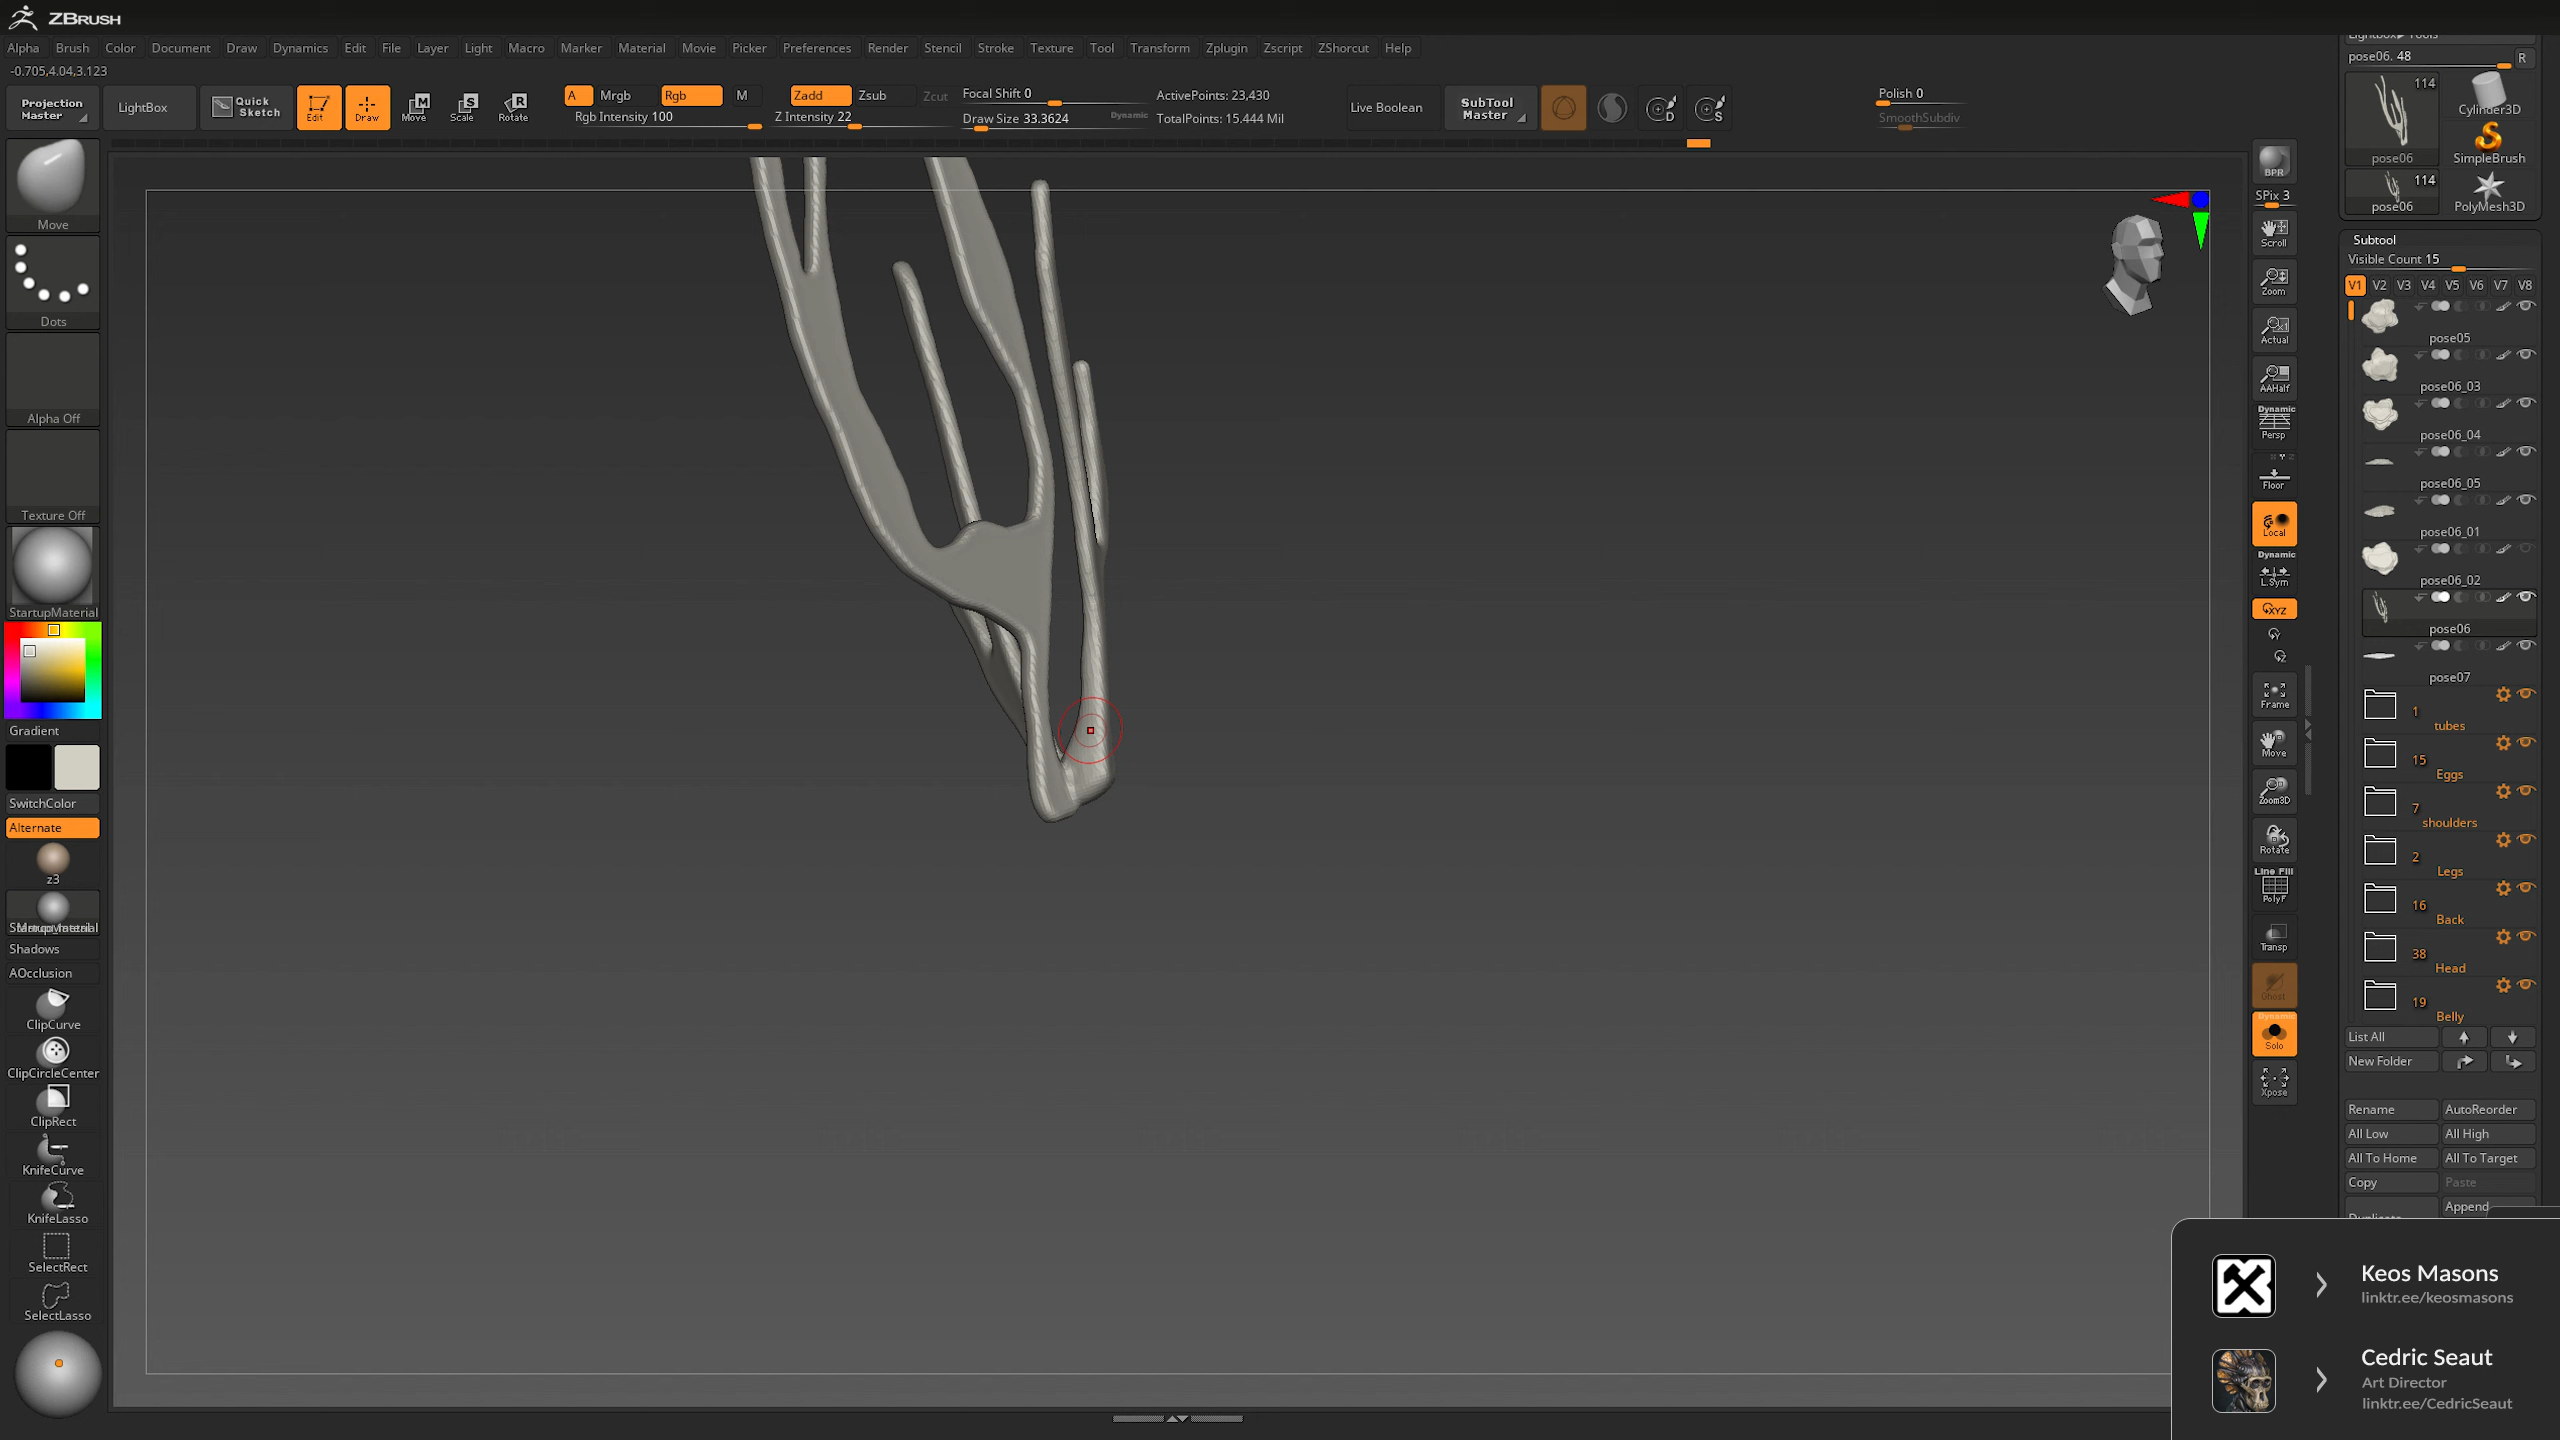 ZBRUSH
Alpha Brush Color Document Draw Dynamics Edit File Layer Light Macro Marker Material Movie Picker Preferences Render Stencil Stroke Texture Tool Transform Zplugin Zscript ZShorcut Help
-0.705,4.04,3.123
Projection Master
LightBox
Quick Sketch
Edit
Draw
Move
Scale
Rotate
A Mrgb Rgb M
Rgb Intensity 100
Zadd Zsub Zcut
Z Intensity 22
Focal Shift 0
Draw Size 33.3624 Dynamic
ActivePoints: 23,430
TotalPoints: 15.444 Mil
Live Boolean
SubTool Master
D
S
Polish 0
SmoothSubdiv
Move
Dots
Alpha Off
Texture Off
StartupMaterial
Gradient
SwitchColor
Alternate
z3
Shadows
AOcclusion
ClipCurve
ClipCircleCenter
ClipRect
KnifeCurve
KnifeLasso
SelectRect
SelectLasso
BPR
SPix 3
Scroll
Zoom
Actual
AAHalf
Dynamic
Persp
Floor
Local
Dynamic
L.Sym
XYZ
Frame
Move
Zoom3D
Rotate
Line Fill
PolyF
Transp
Ghost
Dynamic
Solo
Xpose
Lightbox▶Tools
pose06. 48 R
114
pose06
Cylinder3D
SimpleBrush
114
pose06
PolyMesh3D
Subtool
Visible Count 15
V1 V2 V3 V4 V5 V6 V7 V8
pose05
pose06_03
pose06_04
pose06_05
pose06_01
pose06_02
pose06
pose07
1
tubes
15
Eggs
7
shoulders
2
Legs
16
Back
38
Head
19
Belly
List All
New Folder
Rename AutoReorder
All Low All High
All To Home All To Target
Copy Paste
Duplicate Append
Keos Masons
linktr.ee/keosmasons
Cedric Seaut
Art Director
linktr.ee/CedricSeaut